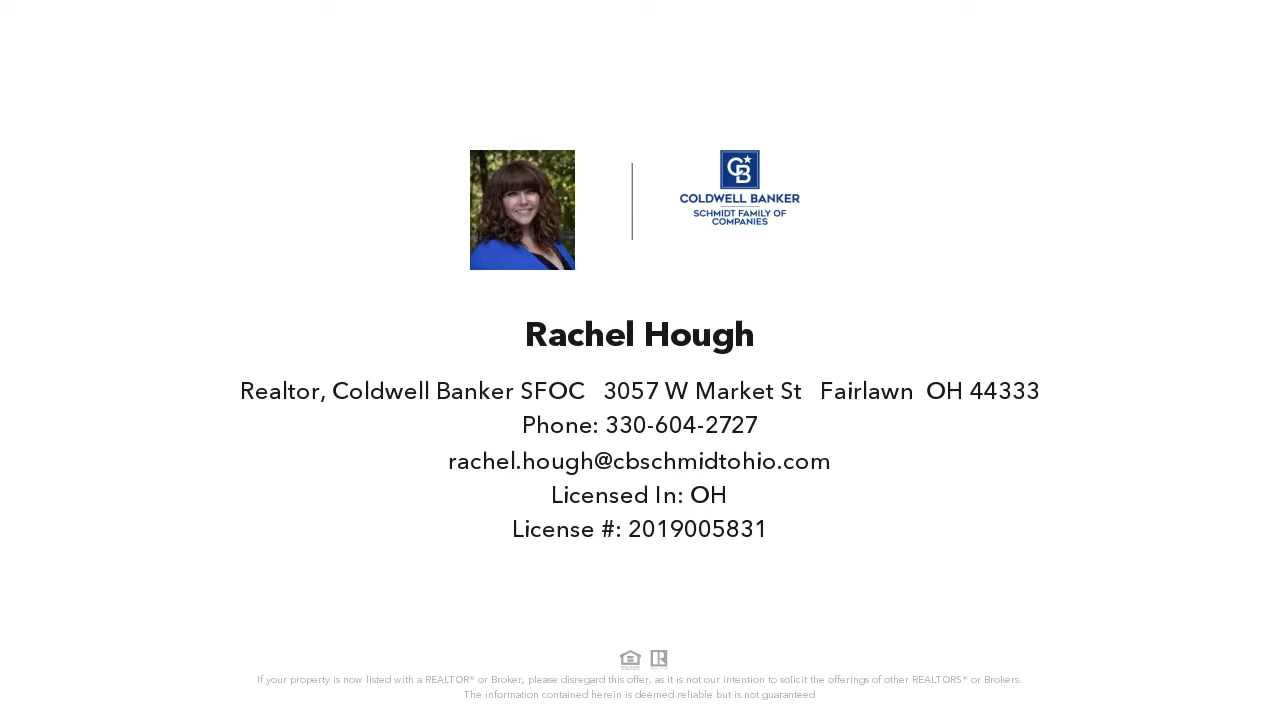 CB
COLDWELL BANKER
SCHMIDT FAMILY OF
COMPANIES
Rachel Hough
Realtor, Coldwell Banker SFOC 3057 W Market St Fairlawn OH 44333
Phone: 330-604-2727
rachel.hough@cbschmidtohio.com
Licensed In: OH
License #: 2019005831
If your property is now listed with a REALTOR® or Broker, please disregard this offer, as it is not our intention to solicit the offerings of other REALTORS® or Brokers.
The information contained herein is deemed reliable but is not guaranteed